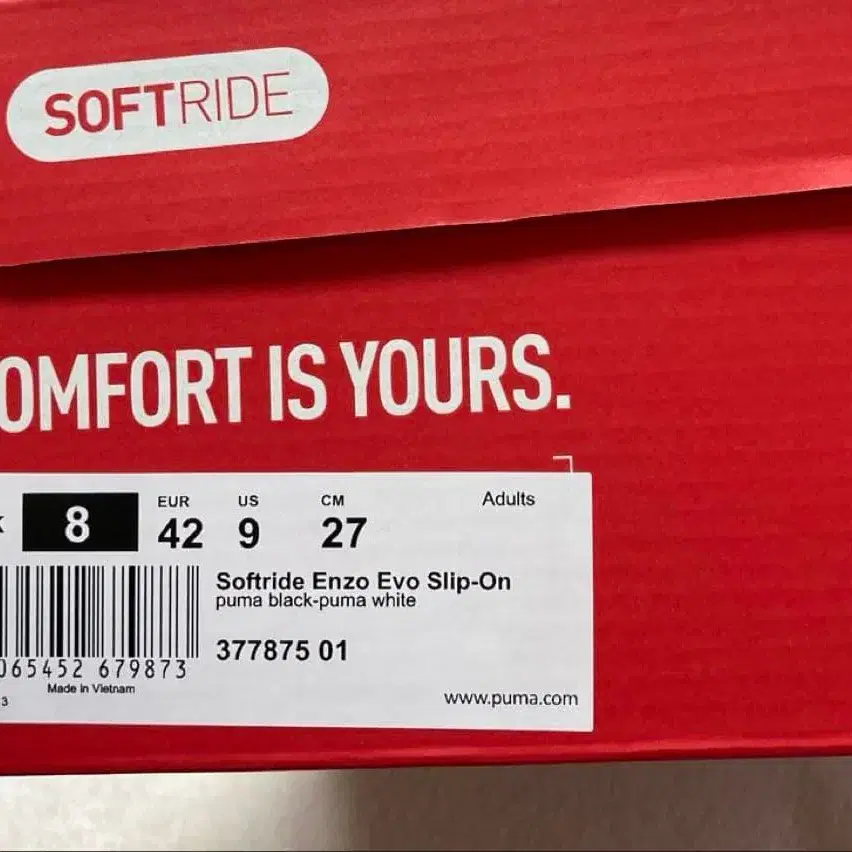 SOFTRIDE
OMFORT IS YOURS.
EUR US CM Adults
8 42 9 27
Softride Enzo Evo Slip-On
puma black-puma white
377875 01
065452 679873
Made in Vietnam
3
www.puma.com